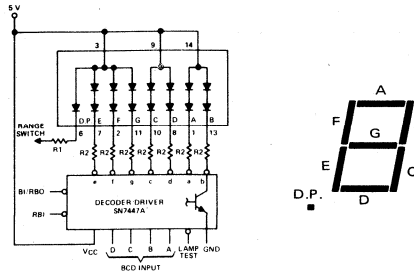 5 V
3 9 14
D.P E F G C D A B
6 7 2 11 10 8 1 13
RANGE
SWITCH
R1
R2 R2 R2 R2 R2 R2 R2
e f g c d a b
BI/RBO
RBI
DECODER/DRIVER
SN7447A
VCC D C B A LAMP
TEST GND
BCD INPUT
A
F
G
E
C
D.P.
D